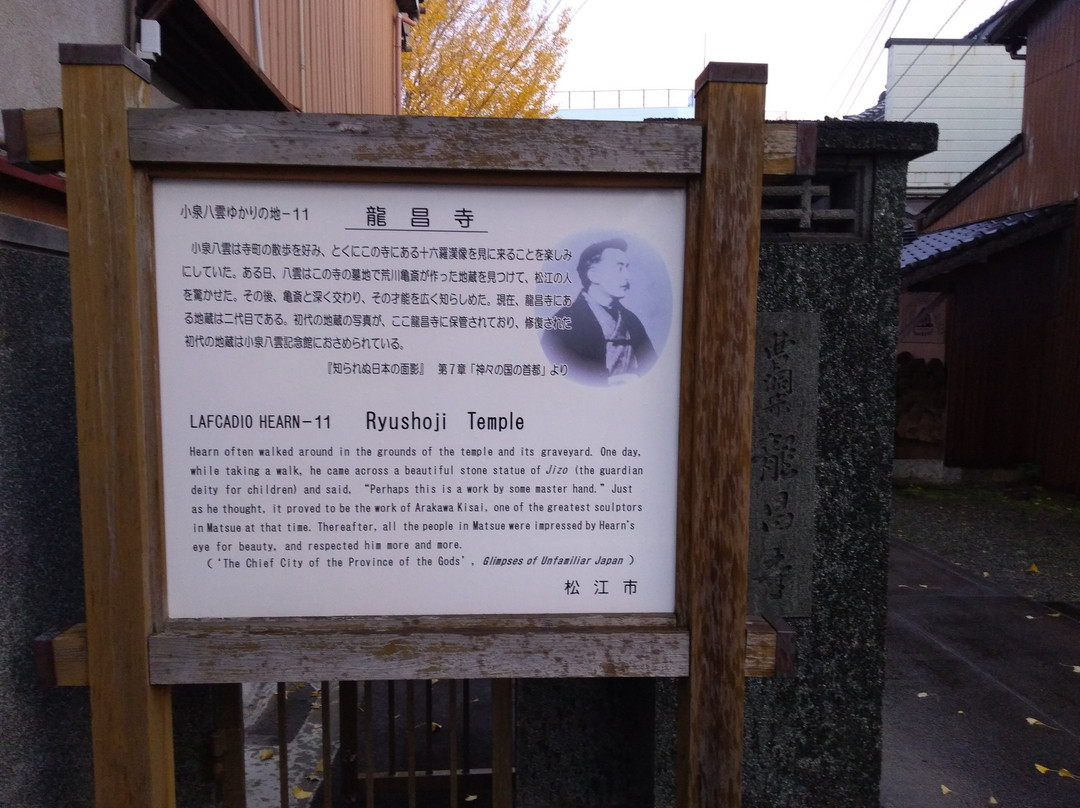 小泉八雲ゆかりの地－11 龍昌寺
小泉八雲は寺町の散歩を好み、とくにこの寺にある十六羅漢像を見に来ることを楽しみ
にしていた。ある日、八雲はこの寺の墓地で荒川亀斎が作った地蔵を見つけて、松江の人
を驚かせた。その後、亀斎と深く交わり、その才能を広く知らしめた。現在、龍昌寺にあ
る地蔵は二代目である。初代の地蔵の写真が、ここ龍昌寺に保管されており、修復された
初代の地蔵は小泉八雲記念館におさめられている。
『知られぬ日本の面影』 第7章「神々の国の首都」より
LAFCADIO HEARN－11 Ryushoji Temple
Hearn often walked around in the grounds of the temple and its graveyard. One day,
while taking a walk, he came across a beautiful stone statue of Jizo (the guardian
deity for children) and said, “Perhaps this is a work by some master hand.” Just
as he thought, it proved to be the work of Arakawa Kisai, one of the greatest sculptors
in Matsue at that time. Thereafter, all the people in Matsue were impressed by Hearn's
eye for beauty, and respected him more and more.
(‘The Chief City of the Province of the Gods’, Glimpses of Unfamiliar Japan)
松江市
龍昌寺